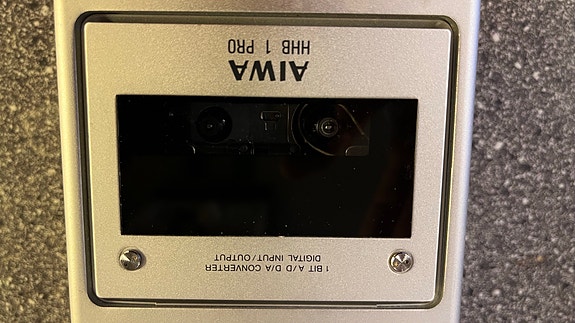 1 BIT A/D D/A CONVERTER
DIGITAL INPUT/OUTPUT
AIWA
HHB 1 PRO